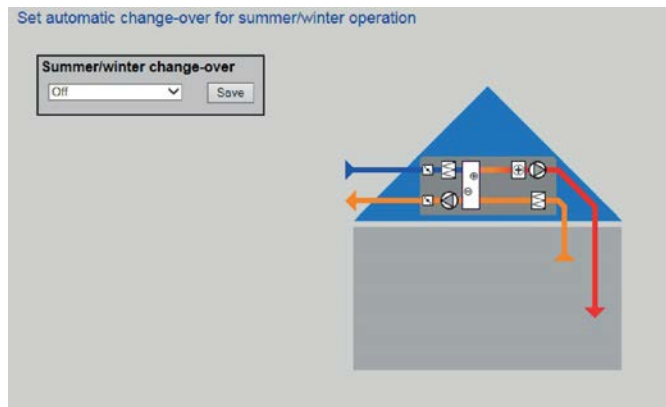 Set automatic change-over for summer/winter operation
Summer/winter change-over
Off
Save